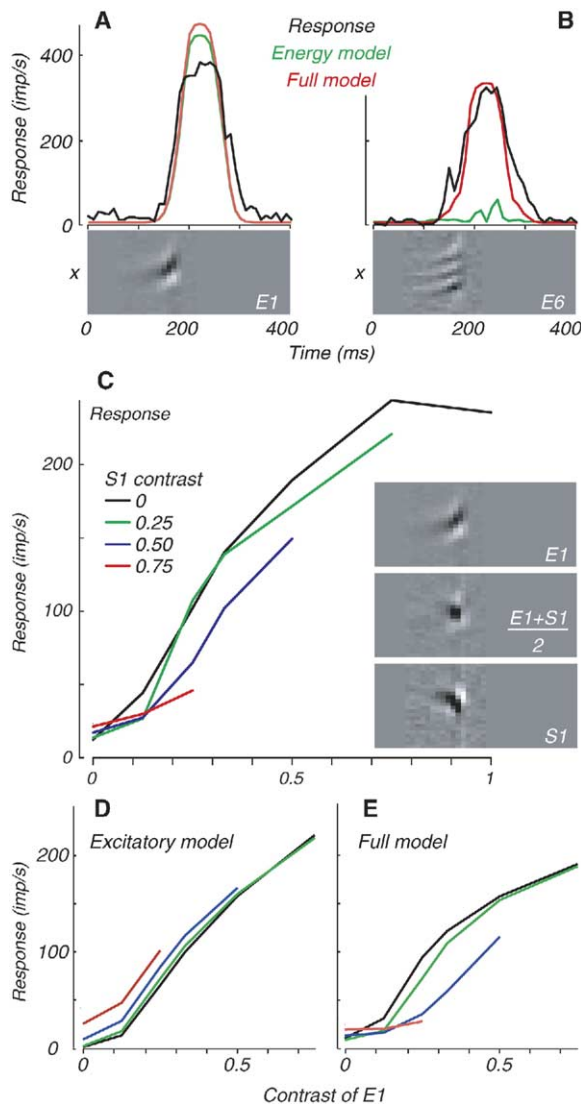 A
B
Response
Energy model
Full model
Response (imp/s)
400
200
0
x
E1
x
E6
0 200 400
0 200 400
Time (ms)
C
Response
S1 contrast
0
0.25
0.50
0.75
Response (imp/s)
200
100
0
E1
E1+S1
2
S1
0 0.5 1
D
E
Excitatory model
Full model
Response (imp/s)
200
100
0
0.5
0.5
Contrast of E1